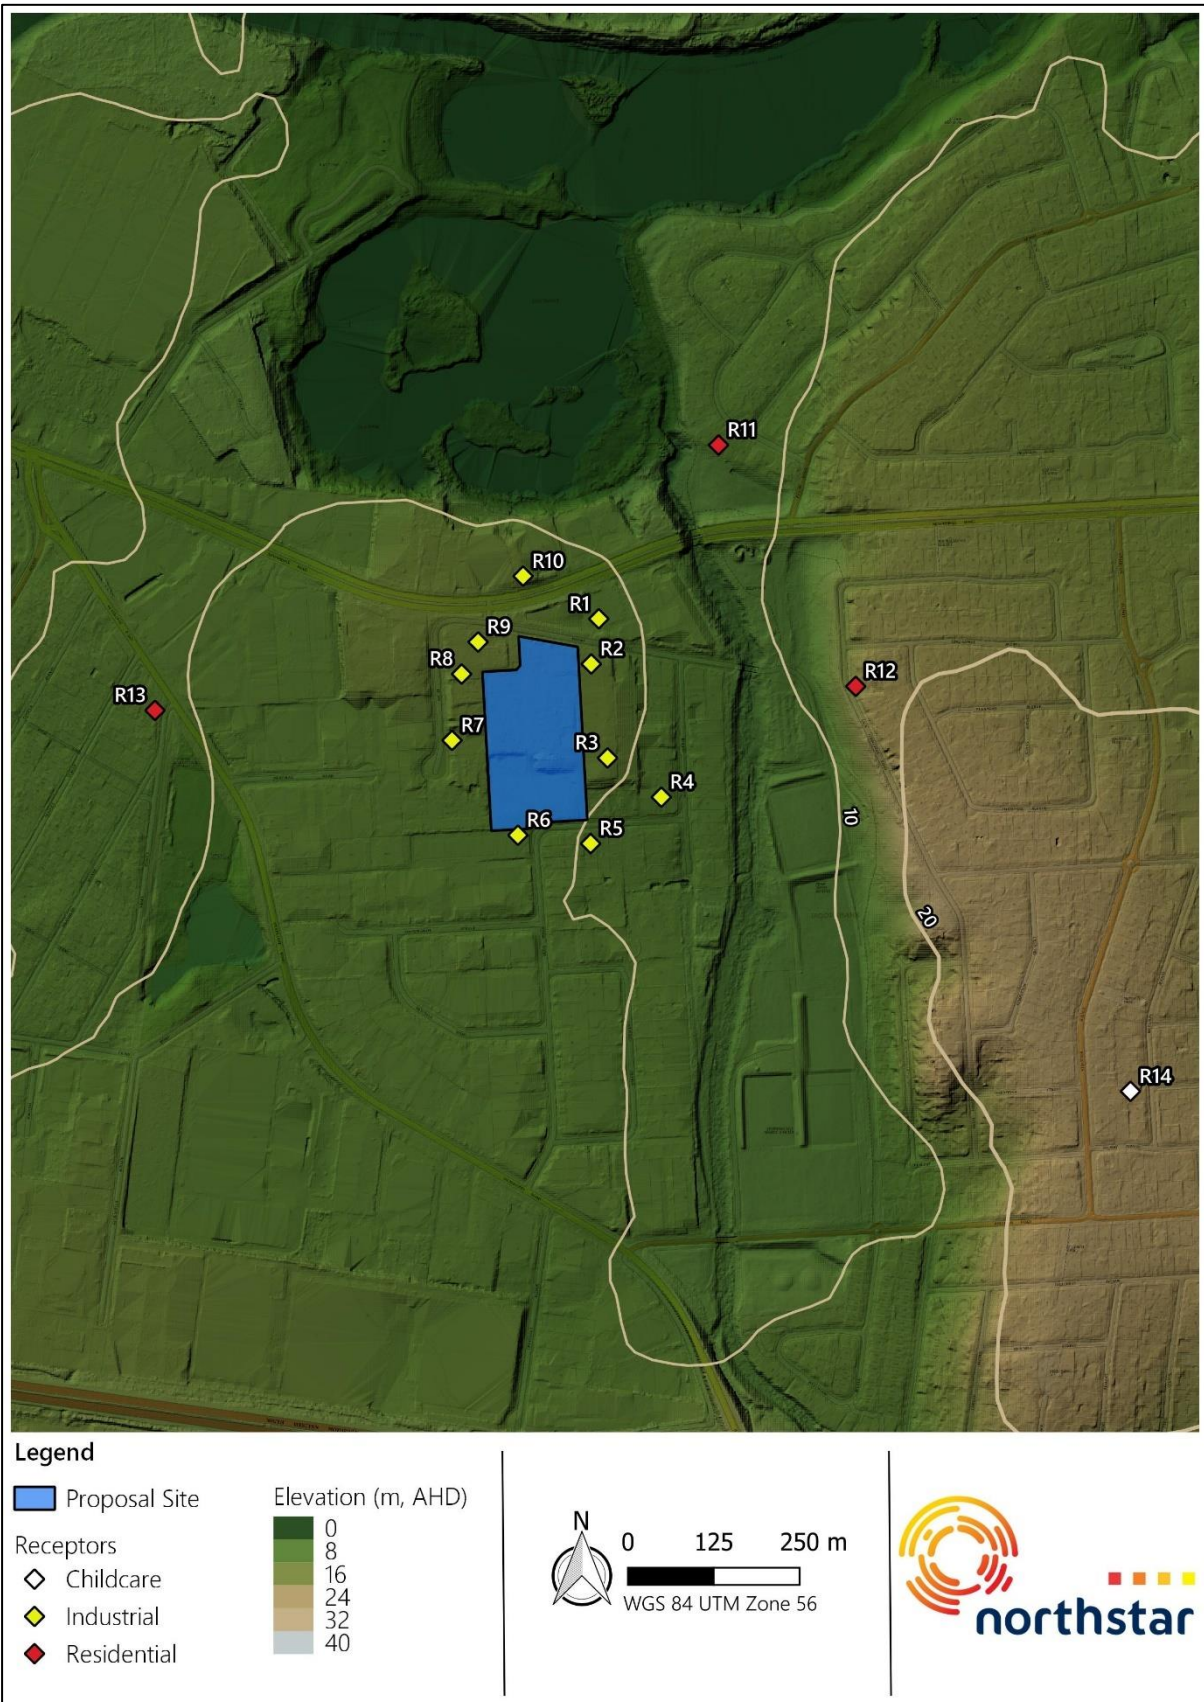 R11
R10
R1
R9
R2
R8
R12
R13
R7
R3
R4
10
R6
R5
20
R14
Legend
Proposal Site
Receptors
Childcare
Industrial
Residential
Elevation (m, AHD)
0
8
16
24
32
40
N
0 125 250 m
WGS 84 UTM Zone 56
northstar